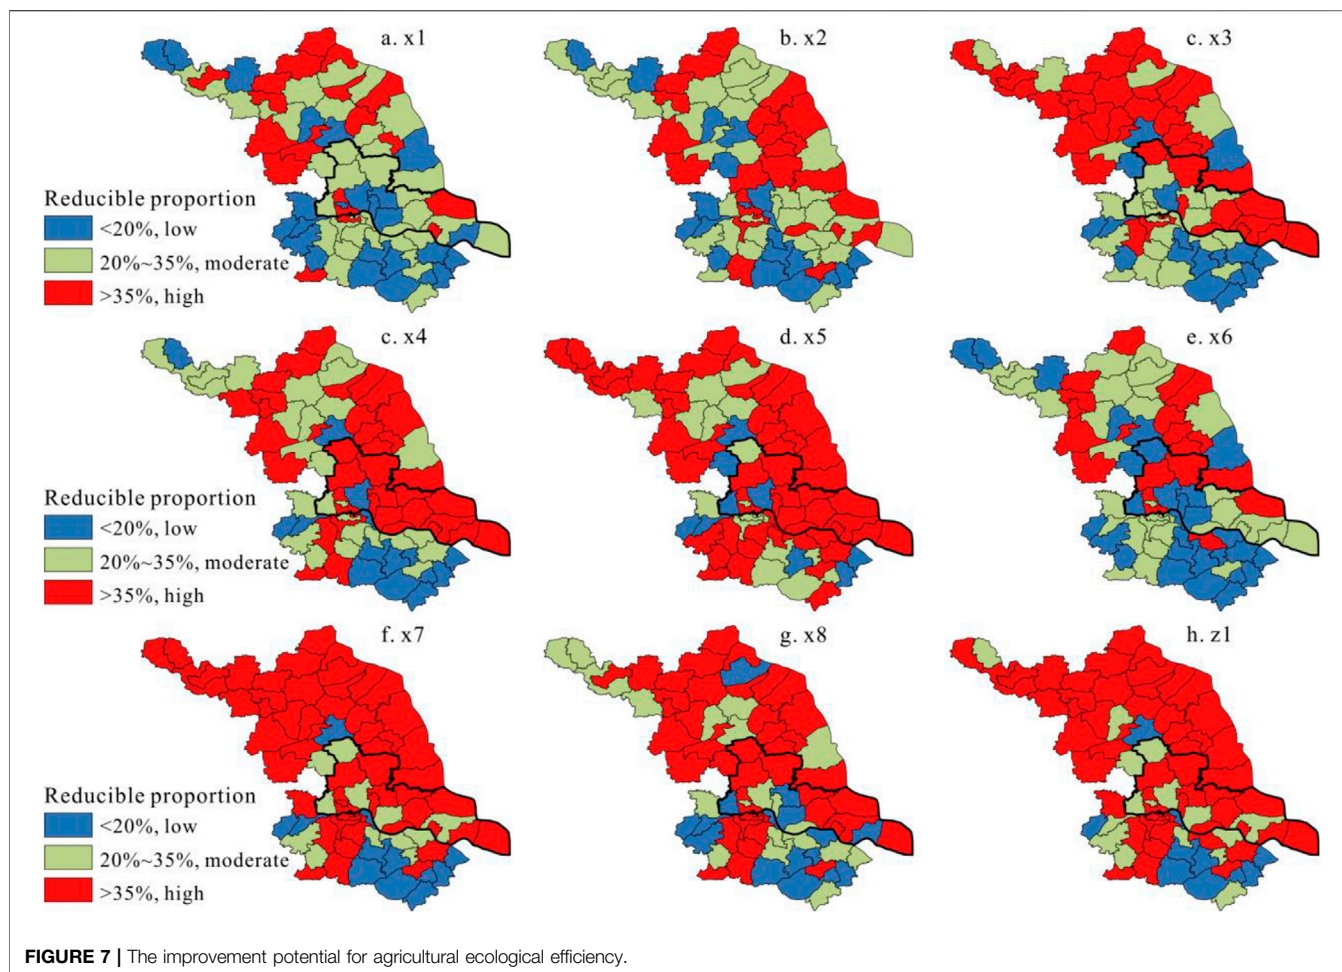 a. x1
b. x2
c. x3
Reducible proportion
<20%, low
20%~35%, moderate
>35%, high
c. x4
d. x5
e. x6
Reducible proportion
<20%, low
20%~35%, moderate
>35%, high
f. x7
g. x8
h. z1
Reducible proportion
<20%, low
20%~35%, moderate
>35%, high
FIGURE 7 | The improvement potential for agricultural ecological efficiency.